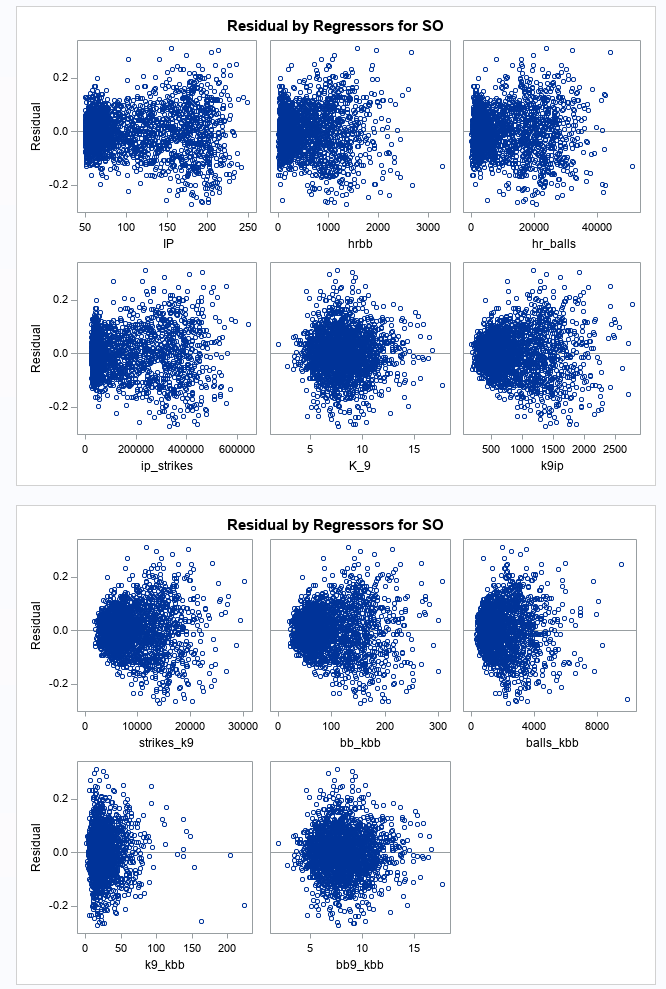 Residual by Regressors for SO
Residual
0.2
0.0
-0.2
50 100 150 200 250
IP
0 1000 2000 3000
hrbb
0 20000 40000
hr_balls
Residual
0.2
0.0
-0.2
0 200000 400000 600000
ip_strikes
5 10 15
K_9
500 1000 1500 2000 2500
k9ip
Residual by Regressors for SO
Residual
0.2
0.0
-0.2
0 10000 20000 30000
strikes_k9
0 100 200 300
bb_kbb
0 4000 8000
balls_kbb
Residual
0.2
0.0
-0.2
0 50 100 150 200
k9_kbb
5 10 15
bb9_kbb